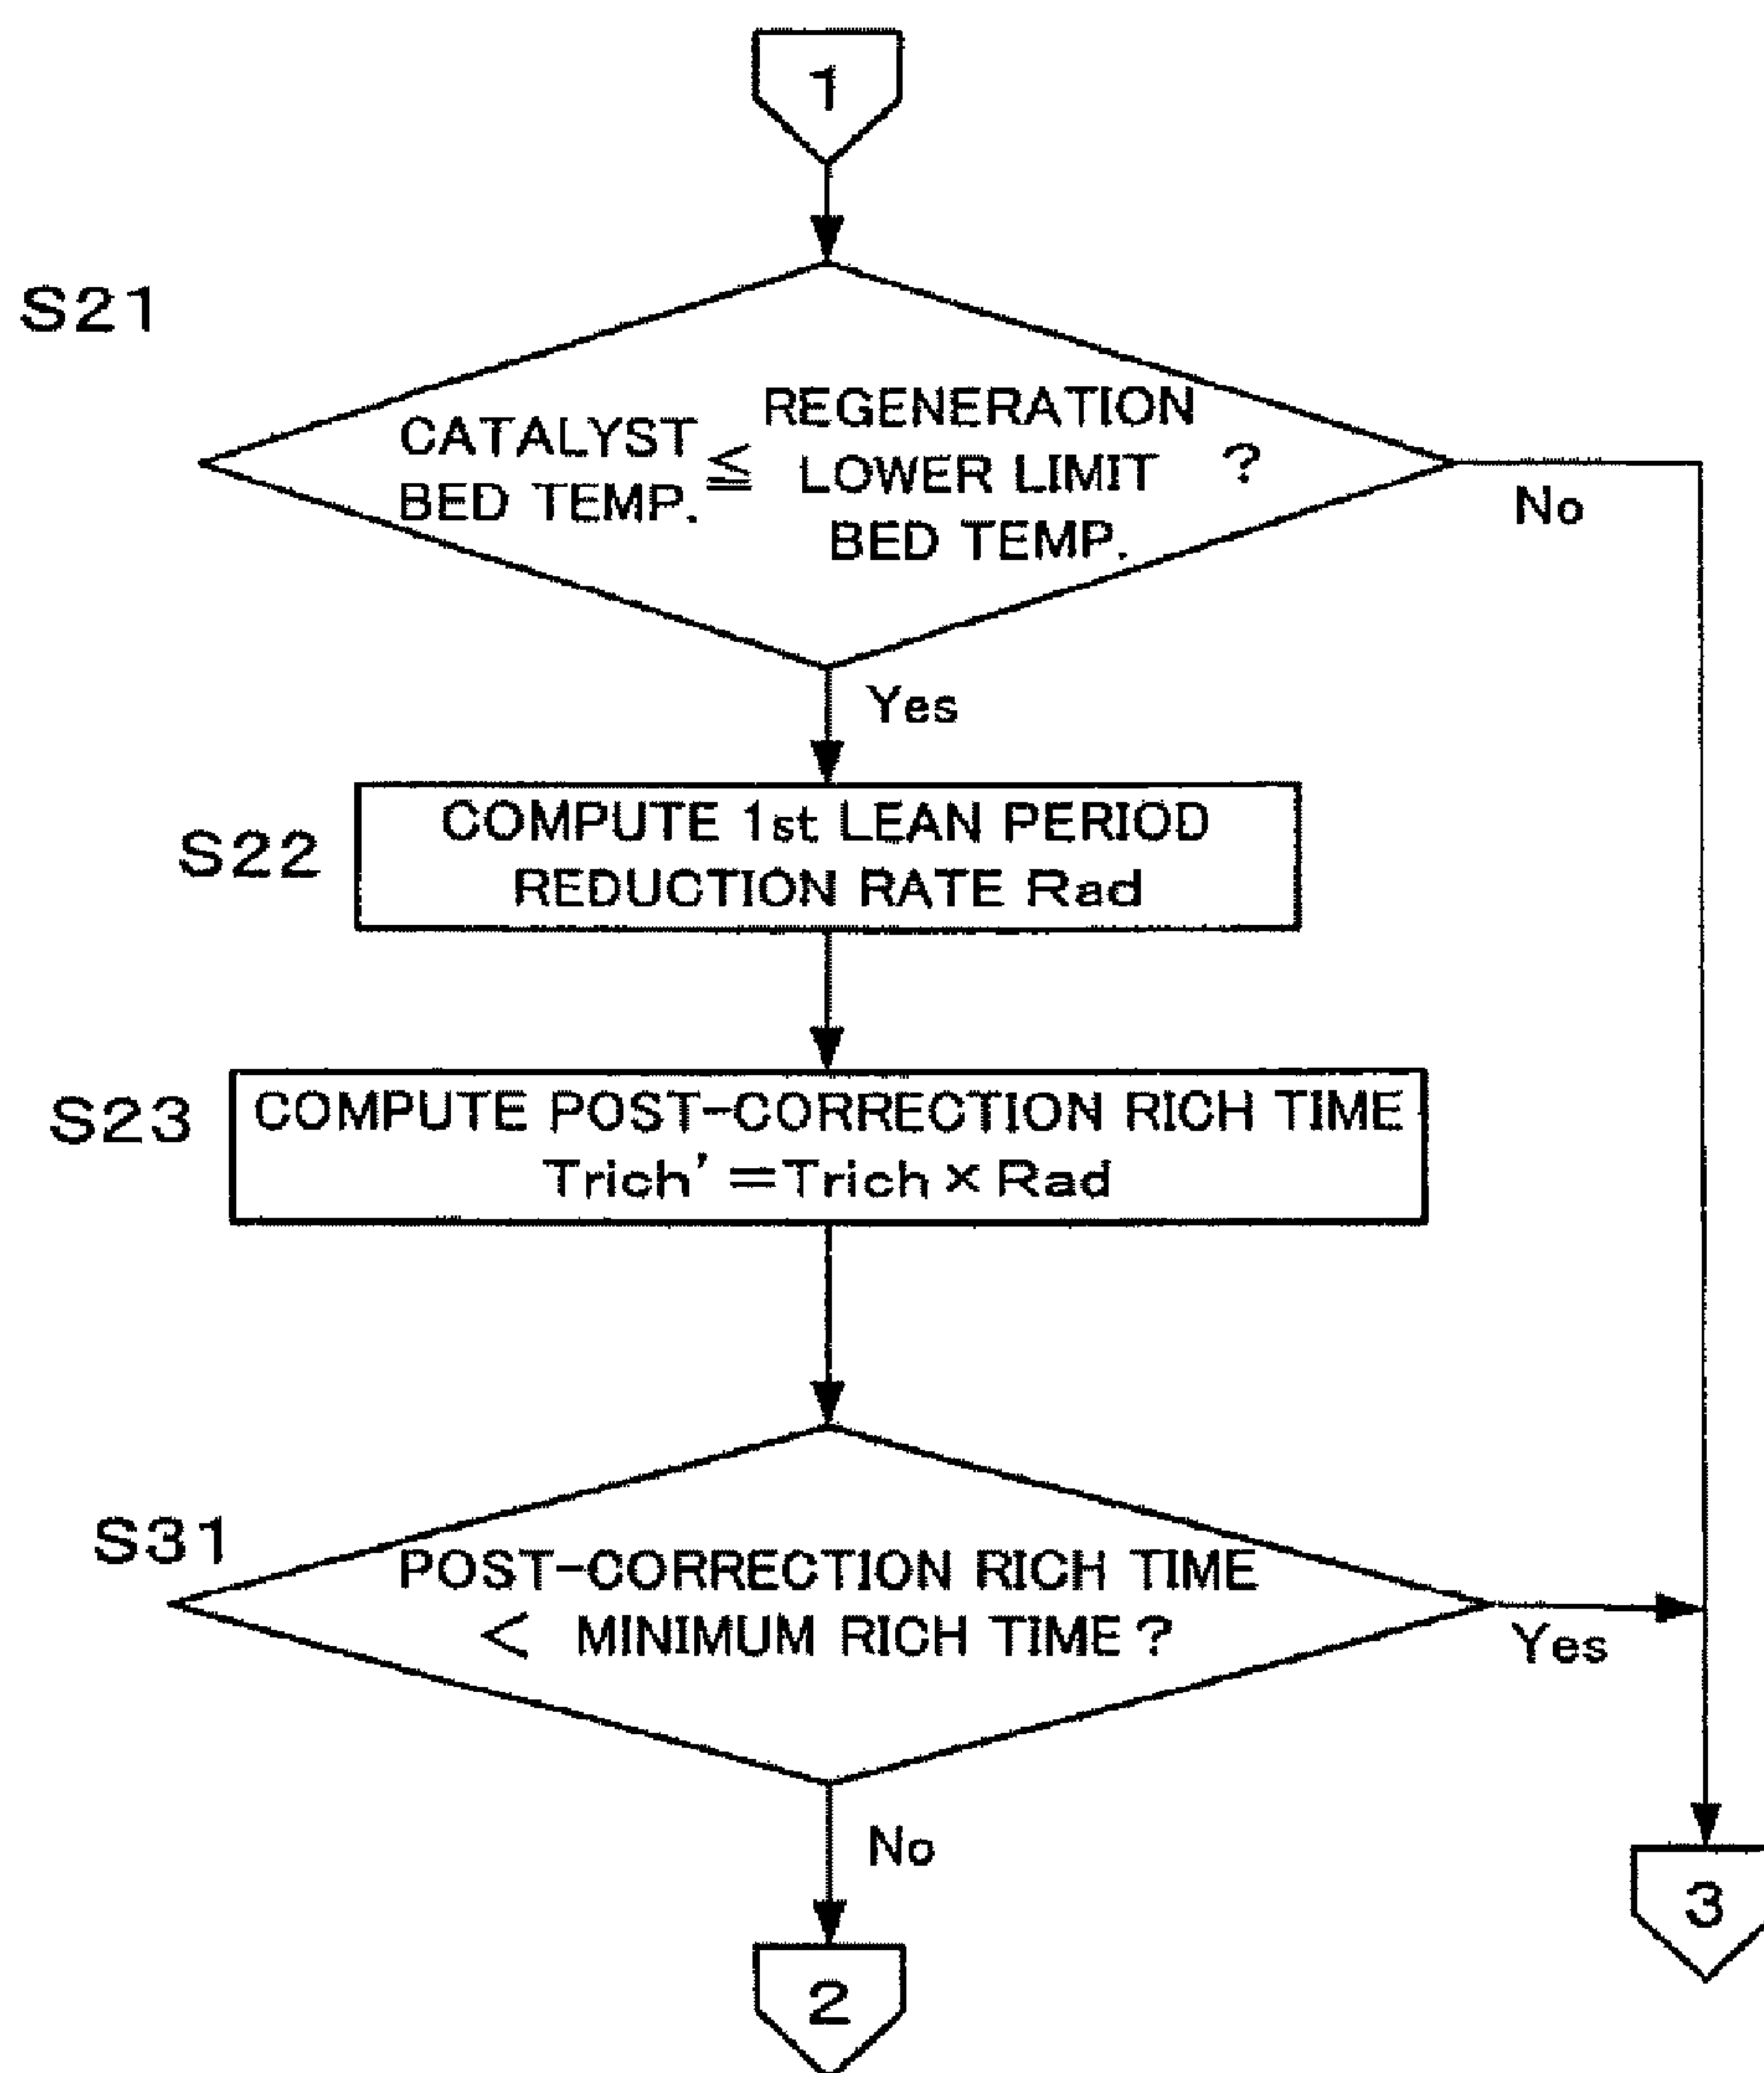 1
S21
CATALYST
BED TEMP.
≦
REGENERATION
LOWER LIMIT
BED TEMP.
?
No
Yes
S22
COMPUTE 1st LEAN PERIOD
REDUCTION RATE Rad
S23
COMPUTE POST-CORRECTION RICH TIME
Trich'=Trich×Rad
S31
POST-CORRECTION RICH TIME
< MINIMUM RICH TIME?
Yes
No
3
2